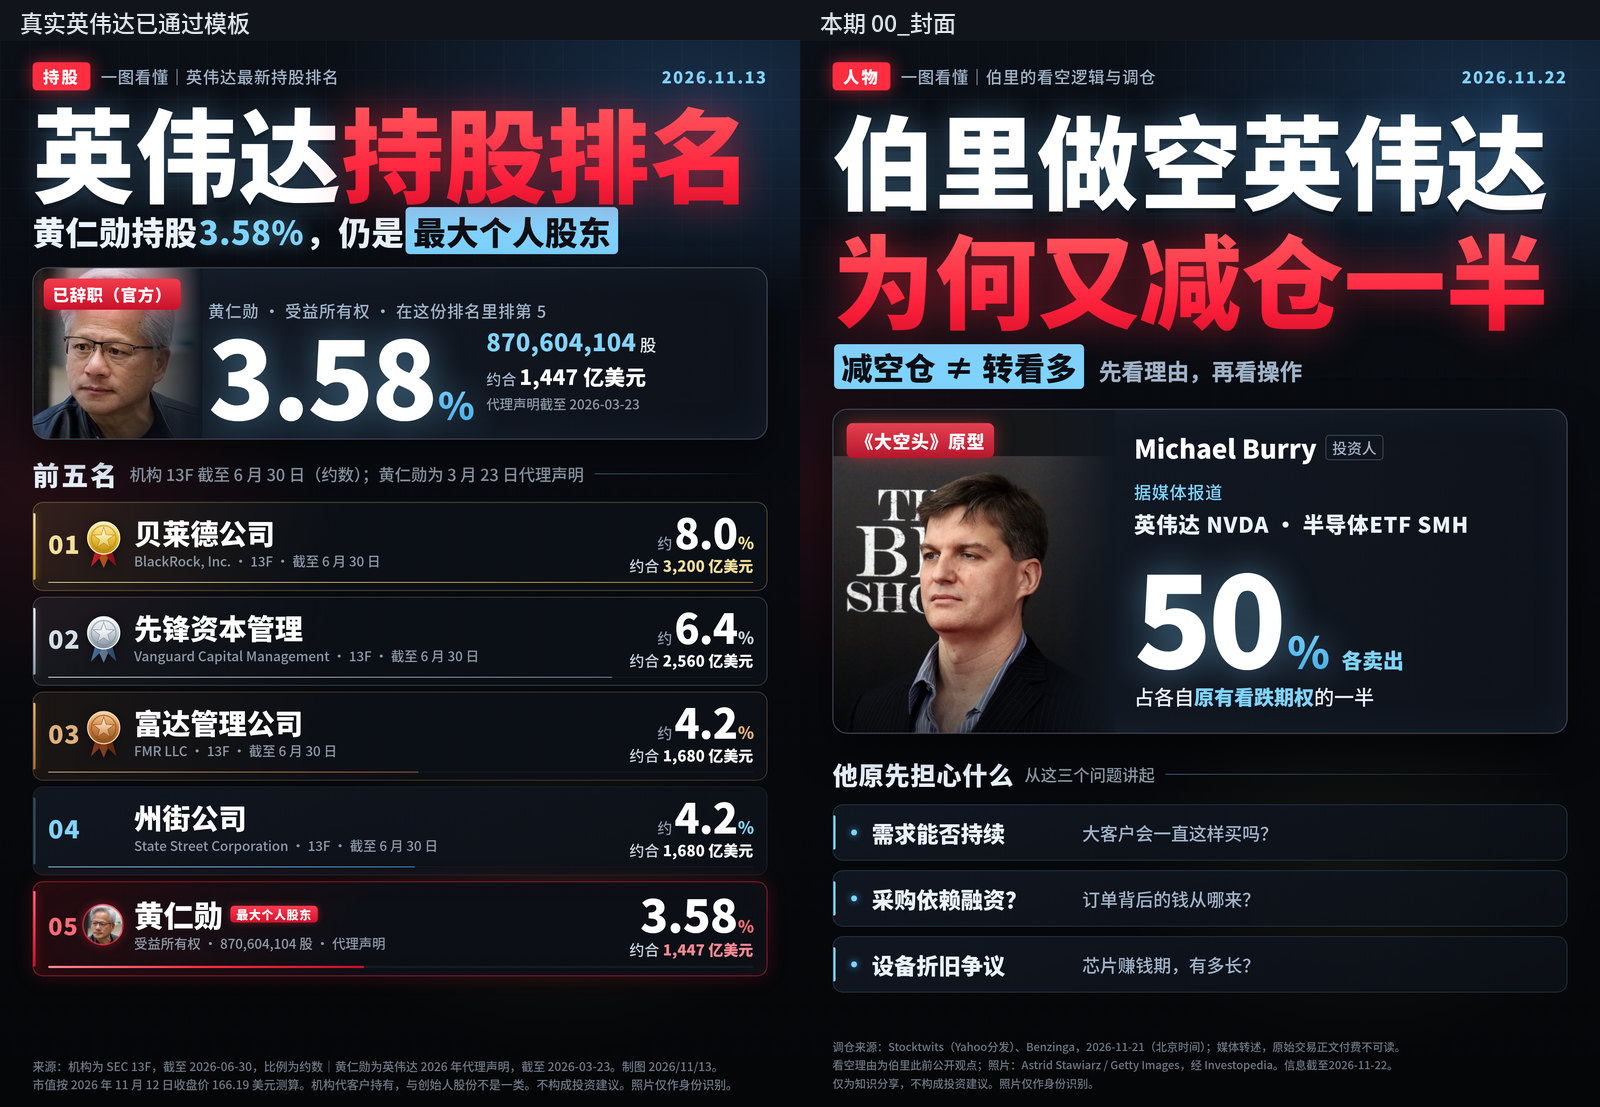 真实英伟达已通过模板
持股 一图看懂｜英伟达最新持股排名 2026.11.13
英伟达持股排名
黄仁勋持股3.58%，仍是 最大个人股东
已辞职（官方）
黄仁勋 • 受益所有权 • 在这份排名里排第 5
3.58%
870,604,104 股
约合 1,447 亿美元
代理声明截至 2026-03-23
前五名 机构 13F 截至 6 月 30 日（约数）；黄仁勋为 3 月 23 日代理声明
01 贝莱德公司 约 8.0%
BlackRock, Inc. • 13F • 截至 6 月 30 日 约合 3,200 亿美元
02 先锋资本管理 约 6.4%
Vanguard Capital Management • 13F • 截至 6 月 30 日 约合 2,560 亿美元
03 富达管理公司 约 4.2%
FMR LLC • 13F • 截至 6 月 30 日 约合 1,680 亿美元
04 州街公司 约 4.2%
State Street Corporation • 13F • 截至 6 月 30 日 约合 1,680 亿美元
05 黄仁勋 最大个人股东 3.58%
受益所有权 • 870,604,104 股 • 代理声明 约合 1,447 亿美元
来源：机构为 SEC 13F，截至 2026-06-30，比例为约数｜黄仁勋为英伟达 2026 年代理声明，截至 2026-03-23。制图 2026/11/13。
市值按 2026 年 11 月 12 日收盘价 166.19 美元测算。机构代客户持有，与创始人股份不是一类。不构成投资建议。照片仅作身份识别。
本期 00_封面
人物 一图看懂｜伯里的看空逻辑与调仓 2026.11.22
伯里做空英伟达
为何又减仓一半
减空仓 ≠ 转看多 先看理由，再看操作
《大空头》原型
TH
BI
SHO
Michael Burry 投资人
据媒体报道
英伟达 NVDA • 半导体ETF SMH
50% 各卖出
占各自原有看跌期权的一半
他原先担心什么 从这三个问题讲起
• 需求能否持续 大客户会一直这样买吗？
• 采购依赖融资？ 订单背后的钱从哪来？
• 设备折旧争议 芯片赚钱期，有多长？
调仓来源：Stocktwits（Yahoo分发）、Benzinga，2026-11-21（北京时间）；媒体转述，原始交易正文付费不可读。
看空理由为伯里此前公开观点；照片：Astrid Stawiarz / Getty Images，经 Investopedia。信息截至2026-11-22。
仅为知识分享，不构成投资建议。照片仅作身份识别。